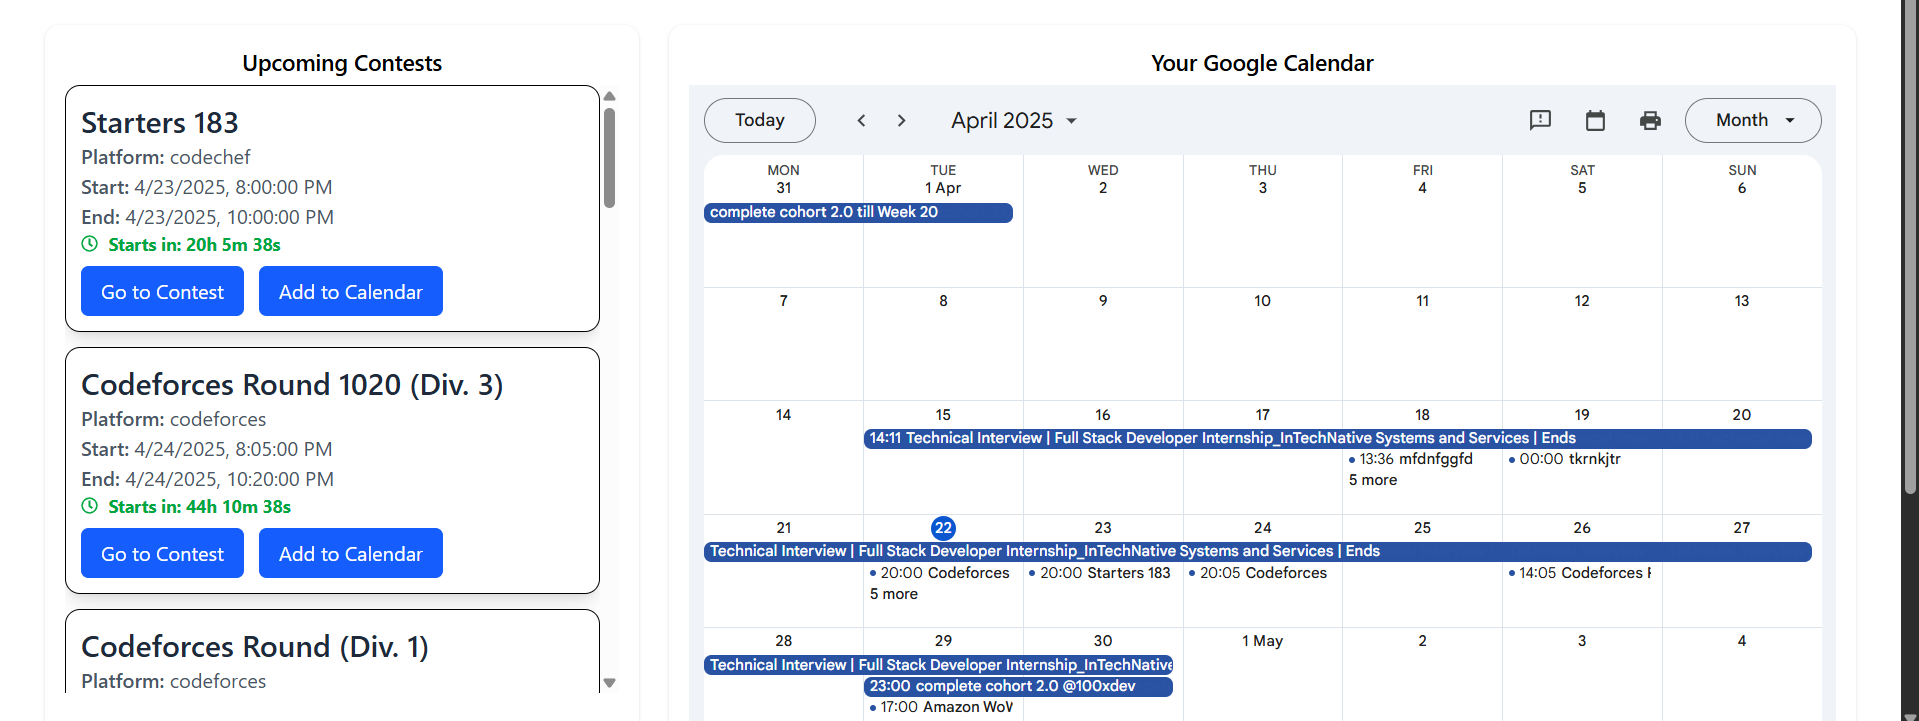 Upcoming Contests
Starters 183
Platform: codechef
Start: 4/23/2025, 8:00:00 PM
End: 4/23/2025, 10:00:00 PM
Starts in: 20h 5m 38s
Go to Contest
Add to Calendar
Codeforces Round 1020 (Div. 3)
Platform: codeforces
Start: 4/24/2025, 8:05:00 PM
End: 4/24/2025, 10:20:00 PM
Starts in: 44h 10m 38s
Go to Contest
Add to Calendar
Codeforces Round (Div. 1)
Platform: codeforces
Your Google Calendar
Today
April 2025
Month
MON TUE WED THU FRI SAT SUN
31 1 Apr 2 3 4 5 6
complete cohort 2.0 till Week 20
7 8 9 10 11 12 13
14 15 16 17 18 19 20
14:11 Technical Interview | Full Stack Developer Internship_InTechNative Systems and Services | Ends
13:36 mfdnfggfd
00:00 tkrnkjtr
5 more
21 22 23 24 25 26 27
Technical Interview | Full Stack Developer Internship_InTechNative Systems and Services | Ends
20:00 Codeforces
20:00 Starters 183
20:05 Codeforces
14:05 Codeforces
5 more
28 29 30 1 May 2 3 4
Technical Interview | Full Stack Developer Internship_InTechNative
23:00 complete cohort 2.0 @100xdev
17:00 Amazon WoW